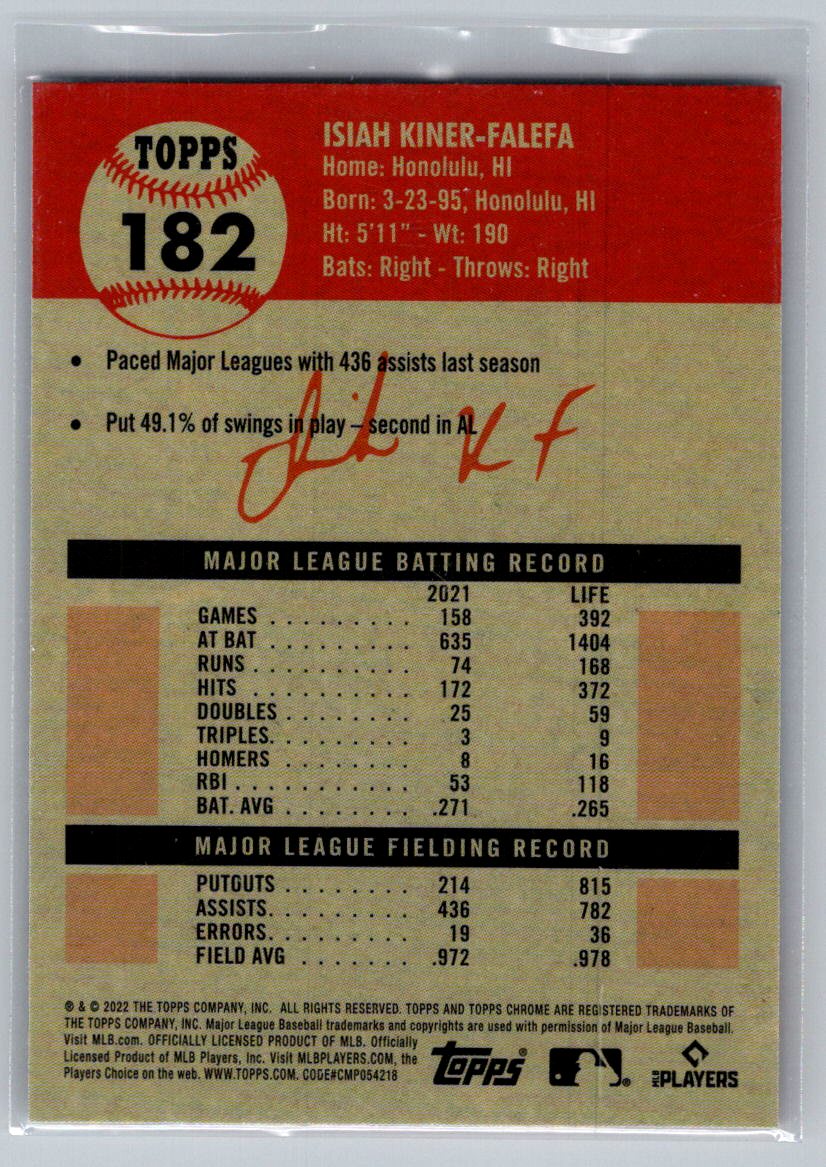 TOPPS
182
ISIAH KINER-FALEFA
Home: Honolulu, HI
Born: 3-23-95, Honolulu, HI
Ht: 5'11" - Wt: 190
Bats: Right - Throws: Right
• Paced Major Leagues with 436 assists last season
• Put 49.1% of swings in play – second in AL
Isiah K F
MAJOR LEAGUE BATTING RECORD
2021 LIFE
GAMES . . . . . . . . . 158 392
AT BAT . . . . . . . . . 635 1404
RUNS . . . . . . . . . . 74 168
HITS . . . . . . . . . 172 372
DOUBLES . . . . . . . . 25 59
TRIPLES. . . . . . . . . 3 9
HOMERS . . . . . . . . 8 16
RBI . . . . . . . . . . . 53 118
BAT. AVG . . . . . . . . .271 .265
MAJOR LEAGUE FIELDING RECORD
PUTOUTS . . . . . . . . 214 815
ASSISTS. . . . . . . . . 436 782
ERRORS. . . . . . . . . 19 36
FIELD AVG . . . . . . . .972 .978
® & © 2022 THE TOPPS COMPANY, INC. ALL RIGHTS RESERVED. TOPPS AND TOPPS CHROME ARE REGISTERED TRADEMARKS OF
THE TOPPS COMPANY, INC. Major League Baseball trademarks and copyrights are used with permission of Major League Baseball.
Visit MLB.com. OFFICIALLY LICENSED PRODUCT OF MLB. Officially
Licensed Product of MLB Players, Inc. Visit MLBPLAYERS.COM, the
Players Choice on the web. WWW.TOPPS.COM. CODE#CMP054218
Topps® ®. MLB PLAYERS